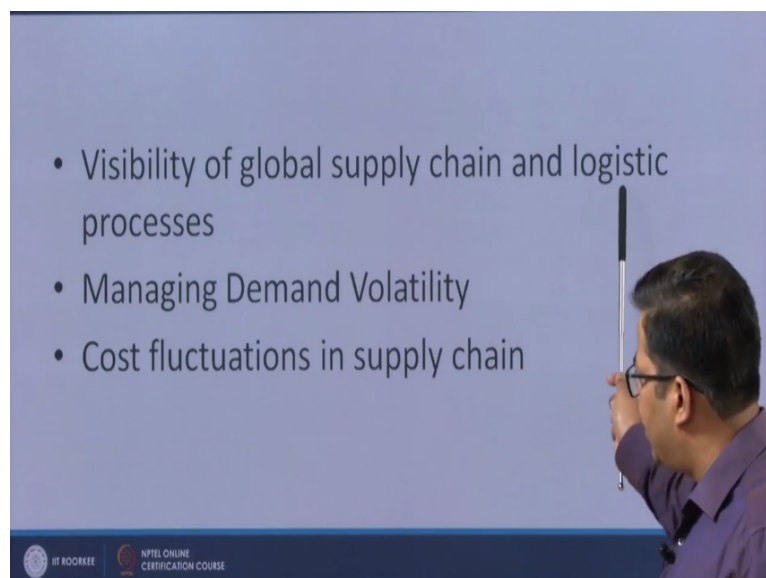 • Visibility of global supply chain and logistic
processes
• Managing Demand Volatility
• Cost fluctuations in supply chain
IIT ROORKEE
NPTEL ONLINE
CERTIFICATION COURSE